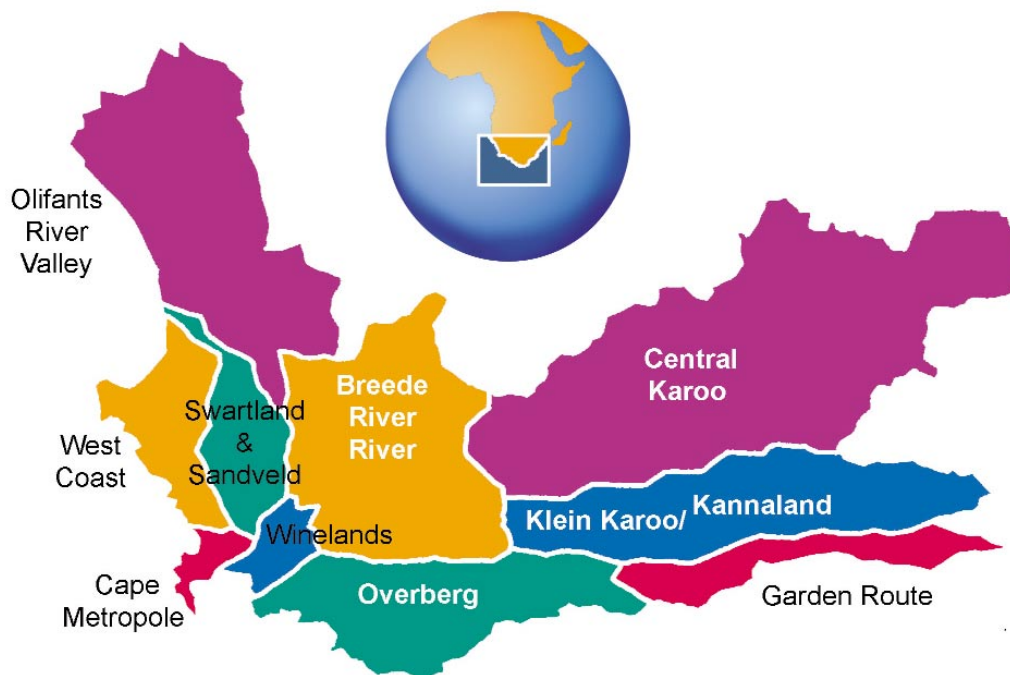 Olifants
River
Valley
Central
Karoo
Breede
River
River
Swartland
&
Sandveld
West
Coast
Klein Karoo/ Kannaland
Winelands
Cape
Metropole
Overberg
Garden Route